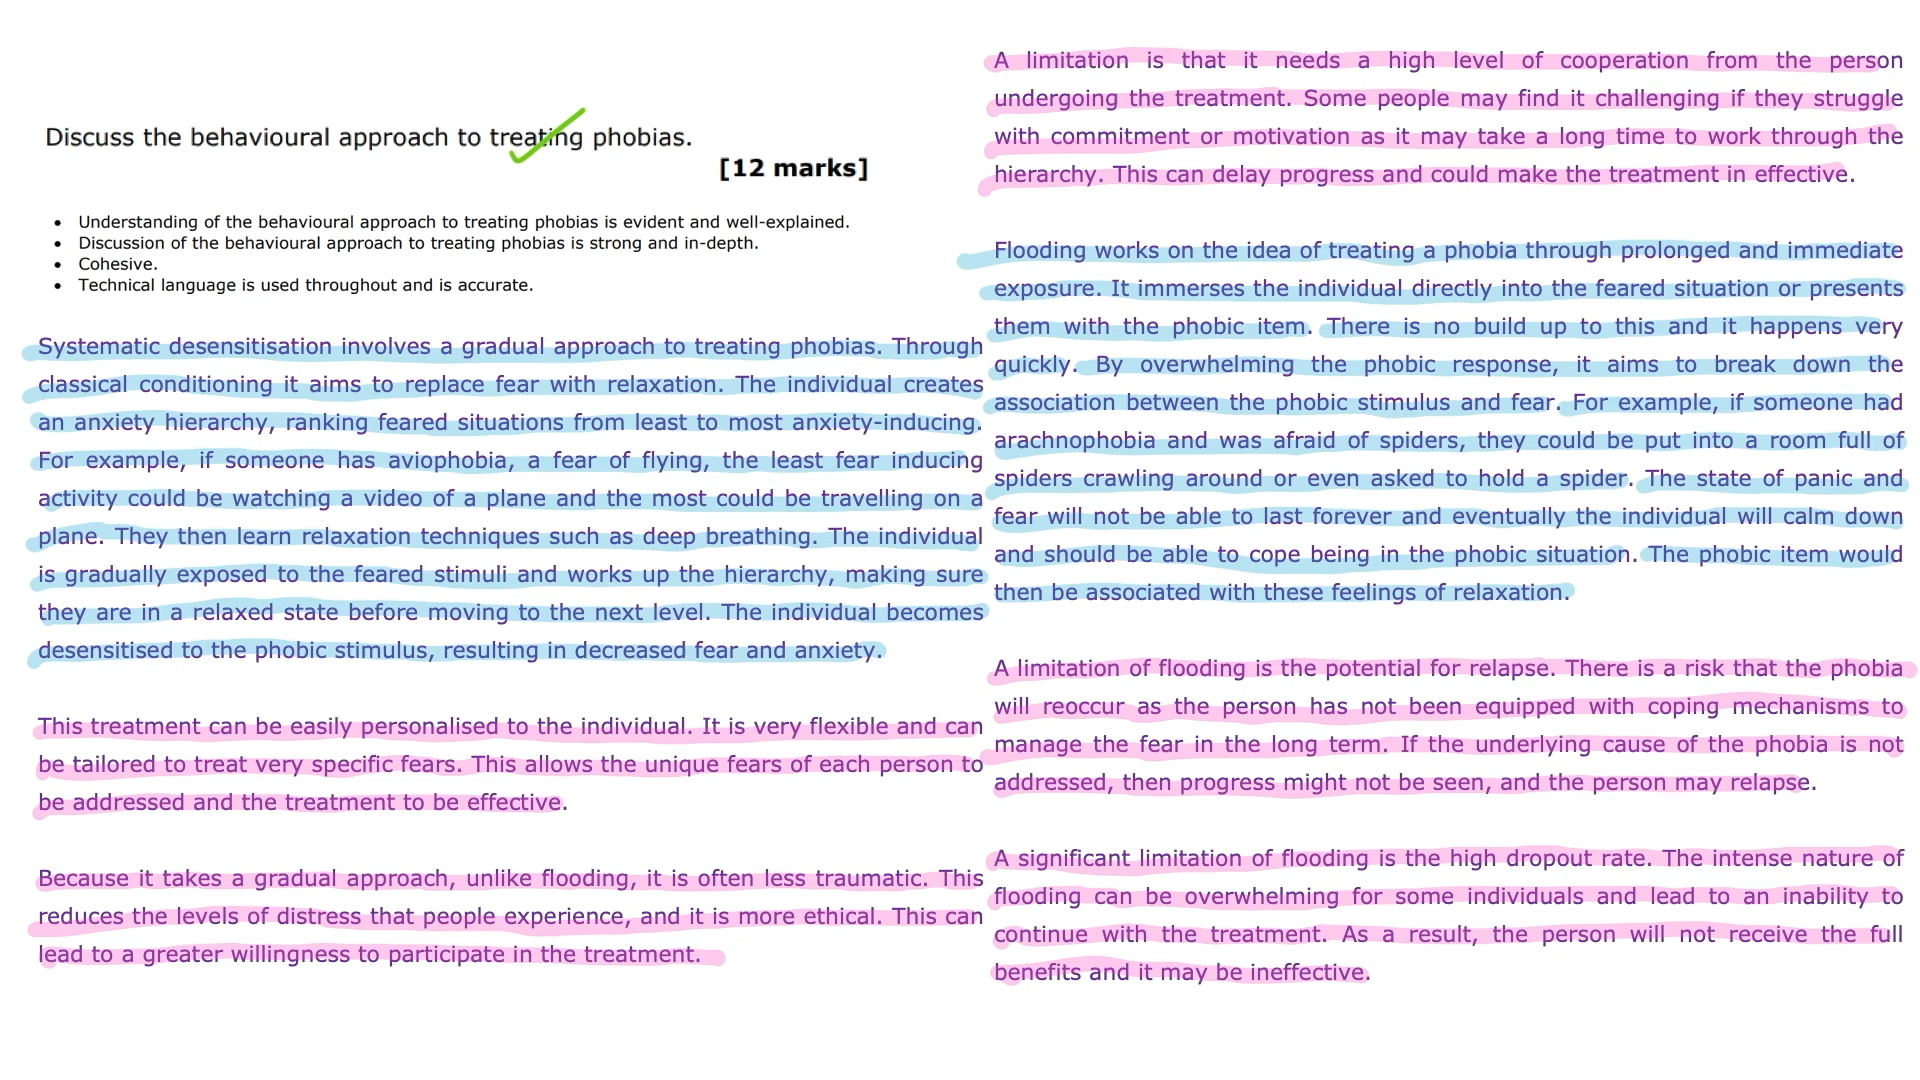 Discuss the behavioural approach to treating phobias.
[12 marks]
• Understanding of the behavioural approach to treating phobias is evident and well-explained.
• Discussion of the behavioural approach to treating phobias is strong and in-depth.
• Cohesive.
• Technical language is used throughout and is accurate.
Systematic desensitisation involves a gradual approach to treating phobias. Through
classical conditioning it aims to replace fear with relaxation. The individual creates
an anxiety hierarchy, ranking feared situations from least to most anxiety-inducing.
For example, if someone has aviophobia, a fear of flying, the least fear inducing
activity could be watching a video of a plane and the most could be travelling on a
plane. They then learn relaxation techniques such as deep breathing. The individual
is gradually exposed to the feared stimuli and works up the hierarchy, making sure
they are in a relaxed state before moving to the next level. The individual becomes
desensitised to the phobic stimulus, resulting in decreased fear and anxiety.
This treatment can be easily personalised to the individual. It is very flexible and can
be tailored to treat very specific fears. This allows the unique fears of each person to
be addressed and the treatment to be effective.
Because it takes a gradual approach, unlike flooding, it is often less traumatic. This
reduces the levels of distress that people experience, and it is more ethical. This can
lead to a greater willingness to participate in the treatment.
A limitation is that it needs a high level of cooperation from the person
undergoing the treatment. Some people may find it challenging if they struggle
with commitment or motivation as it may take a long time to work through the
hierarchy. This can delay progress and could make the treatment in effective.
Flooding works on the idea of treating a phobia through prolonged and immediate
exposure. It immerses the individual directly into the feared situation or presents
them with the phobic item. There is no build up to this and it happens very
quickly. By overwhelming the phobic response, it aims to break down the
association between the phobic stimulus and fear. For example, if someone had
arachnophobia and was afraid of spiders, they could be put into a room full of
spiders crawling around or even asked to hold a spider. The state of panic and
fear will not be able to last forever and eventually the individual will calm down
and should be able to cope being in the phobic situation. The phobic item would
then be associated with these feelings of relaxation.
A limitation of flooding is the potential for relapse. There is a risk that the phobia
will reoccur as the person has not been equipped with coping mechanisms to
manage the fear in the long term. If the underlying cause of the phobia is not
addressed, then progress might not be seen, and the person may relapse.
A significant limitation of flooding is the high dropout rate. The intense nature of
flooding can be overwhelming for some individuals and lead to an inability to
continue with the treatment. As a result, the person will not receive the full
benefits and it may be ineffective.